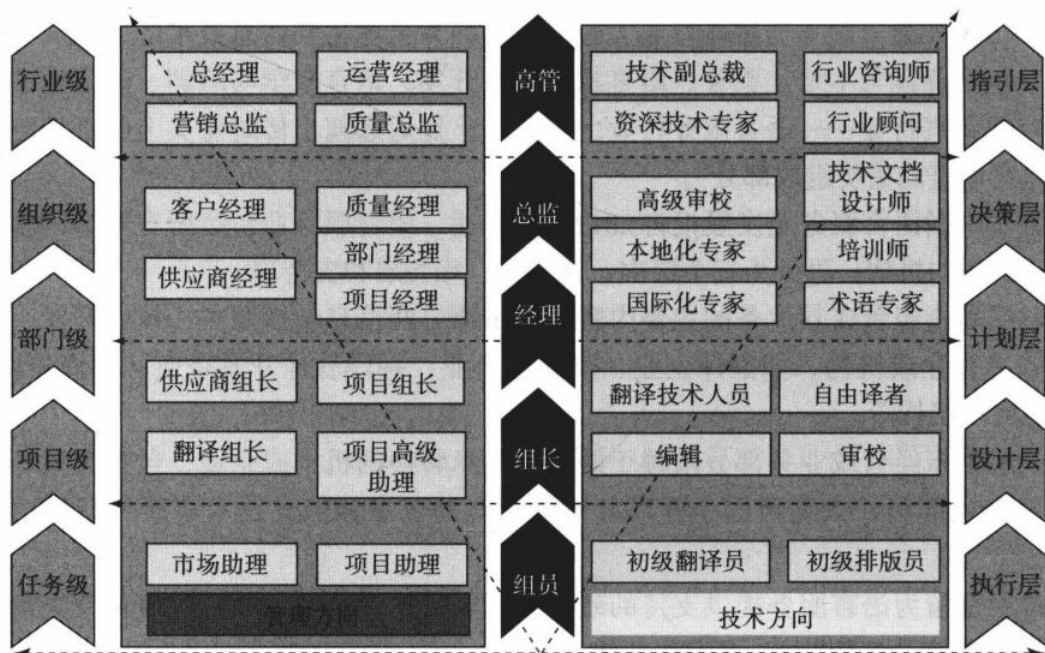 行业级
组织级
部门级
项目级
任务级
总经理
运营经理
营销总监
质量总监
客户经理
质量经理
部门经理
供应商经理
项目经理
供应商组长
项目组长
翻译组长
项目高级
助理
市场助理
项目助理
管理方向
高管
总监
经理
组长
组员
技术副总裁
行业咨询师
资深技术专家
行业顾问
技术文档
设计师
高级审校
本地化专家
培训师
国际化专家
术语专家
翻译技术人员
自由译者
编辑
审校
初级翻译员
初级排版员
技术方向
指引层
决策层
计划层
设计层
执行层